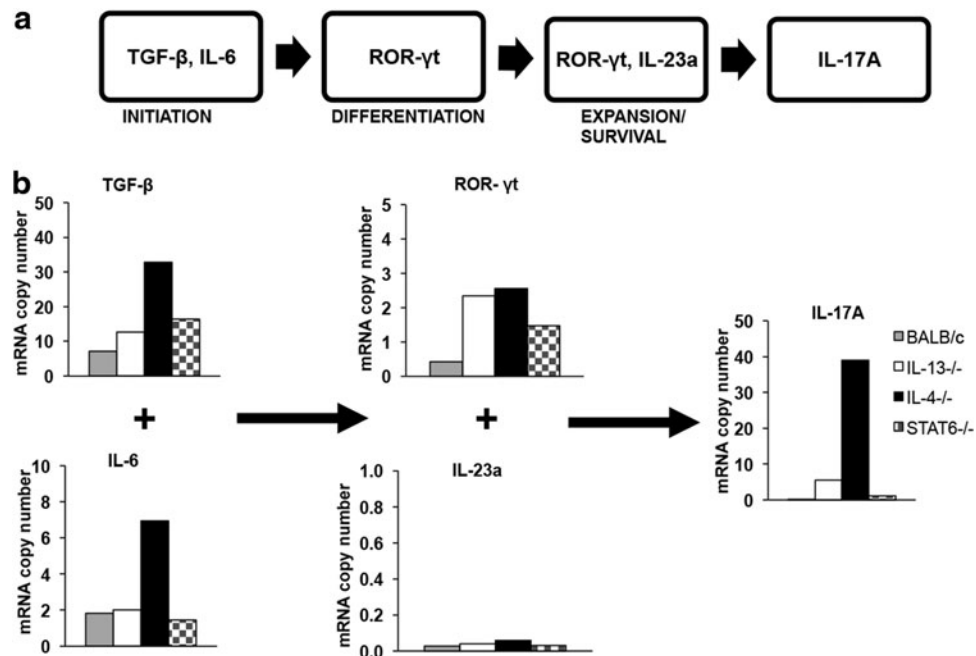 a
TGF-β, IL-6
ROR-γt
ROR-γt, IL-23a
IL-17A
INITIATION
DIFFERENTIATION
EXPANSION/
SURVIVAL
b
TGF-β
mRNA copy number
50
40
30
20
10
0
ROR- γt
mRNA copy number
5
4
3
2
1
0
+
+
IL-6
mRNA copy number
10
8
6
4
2
0
IL-23a
mRNA copy number
1.0
0.8
0.6
0.4
0.2
0.0
IL-17A
mRNA copy number
50
40
30
20
10
0
BALB/c
IL-13-/-
IL-4-/-
STAT6-/-